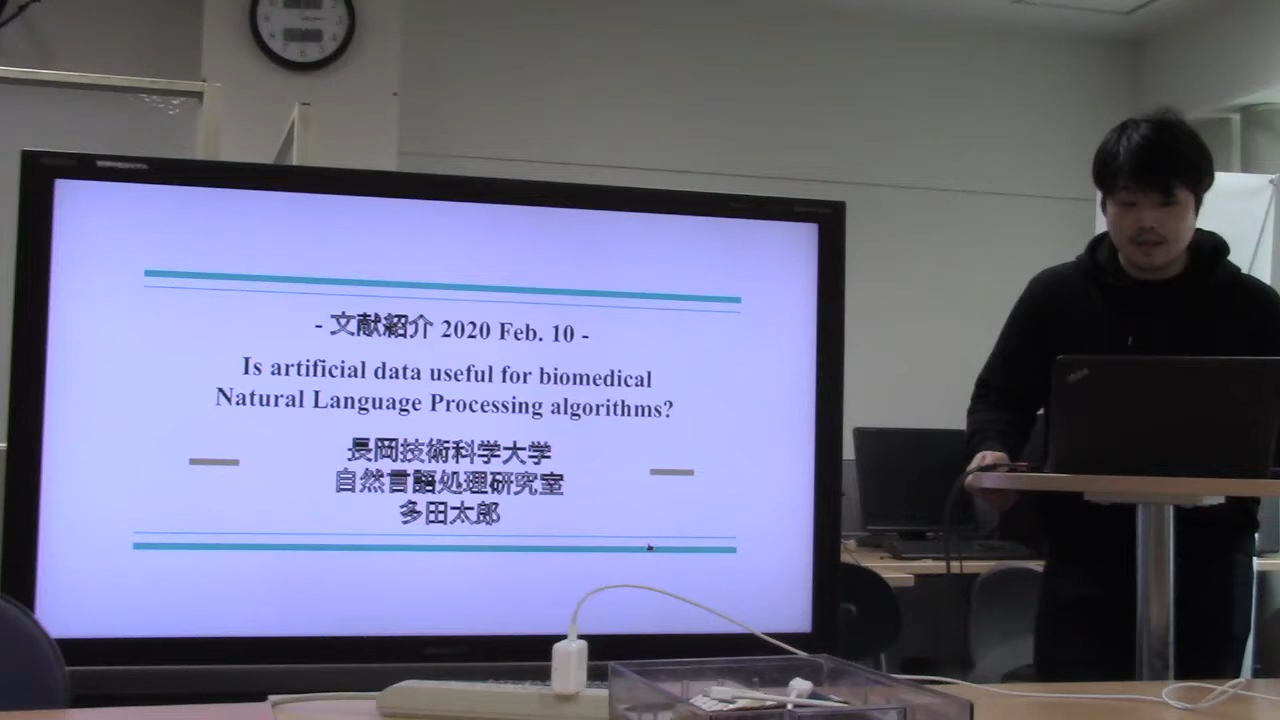 - 文献紹介 2020 Feb. 10 -
Is artificial data useful for biomedical
Natural Language Processing algorithms?
長岡技術科学大学
自然言語処理研究室
多田太郎